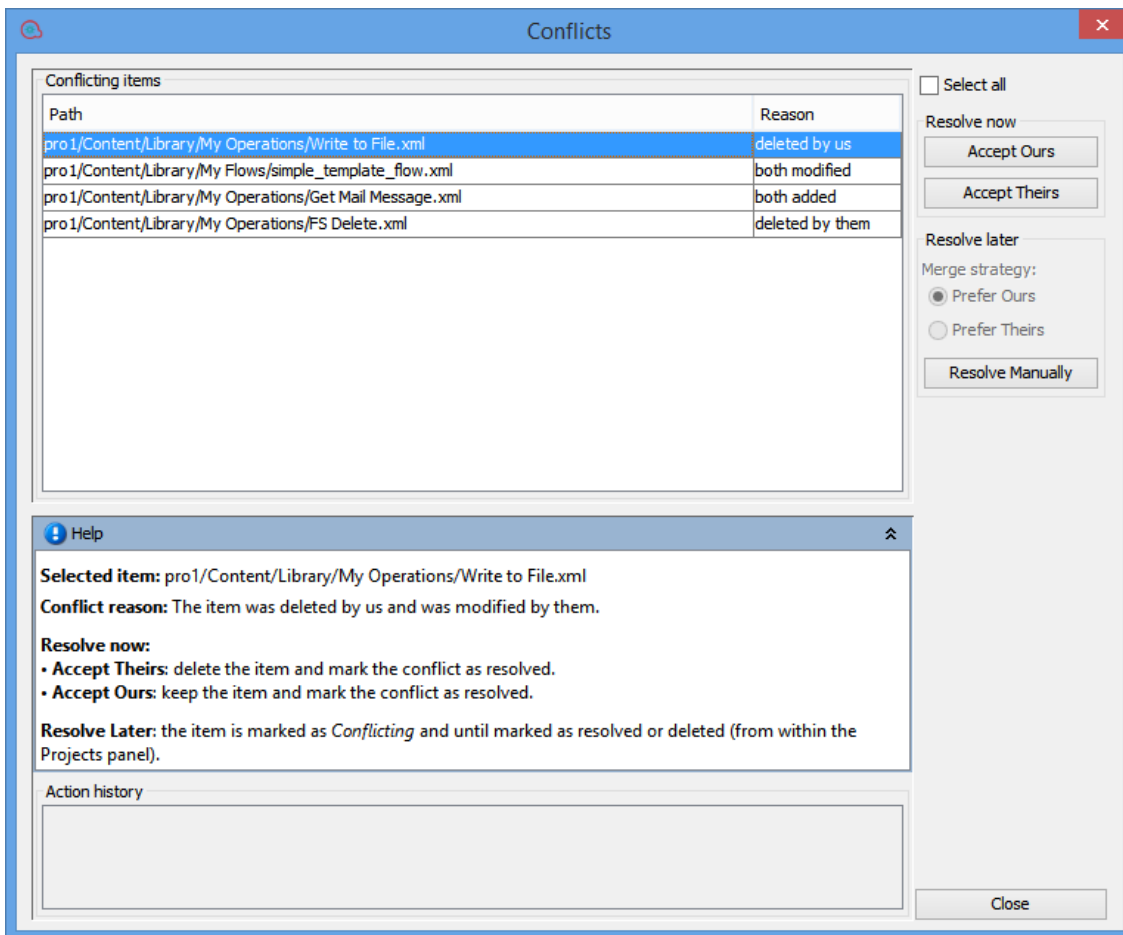 Conflicts
Conflicting items
Select all
Path Reason
pro1/Content/Library/My Operations/Write to File.xml deleted by us
pro1/Content/Library/My Flows/simple_template_flow.xml both modified
pro1/Content/Library/My Operations/Get Mail Message.xml both added
pro1/Content/Library/My Operations/FS Delete.xml deleted by them
Resolve now
Accept Ours
Accept Theirs
Resolve later
Merge strategy:
Prefer Ours
Prefer Theirs
Resolve Manually
Help
Selected item: pro1/Content/Library/My Operations/Write to File.xml
Conflict reason: The item was deleted by us and was modified by them.
Resolve now:
• Accept Theirs: delete the item and mark the conflict as resolved.
• Accept Ours: keep the item and mark the conflict as resolved.
Resolve Later: the item is marked as Conflicting and until marked as resolved or deleted (from within the
Projects panel).
Action history
Close